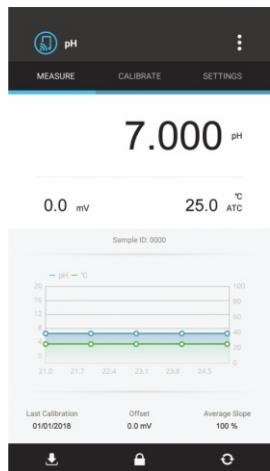 pH
MEASURE CALIBRATE SETTINGS
7.000 pH
0.0 mV 25.0 °C ATC
Sample ID: 0000
pH °C
20 100
16 80
12 60
8 40
4 20
0 0
21.0 21.7 22.4 23.1 23.8 24.5
Last Calibration Offset Average Slope
01/01/2018 0.0 mV 100 %